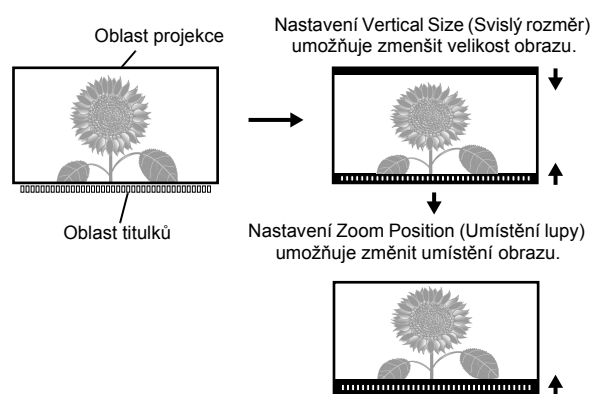 Oblast projekce
Nastavení Vertical Size (Svislý rozměr)
umožňuje zmenšit velikost obrazu.
Oblast titulků
Nastavení Zoom Position (Umístění lupy)
umožňuje změnit umístění obrazu.